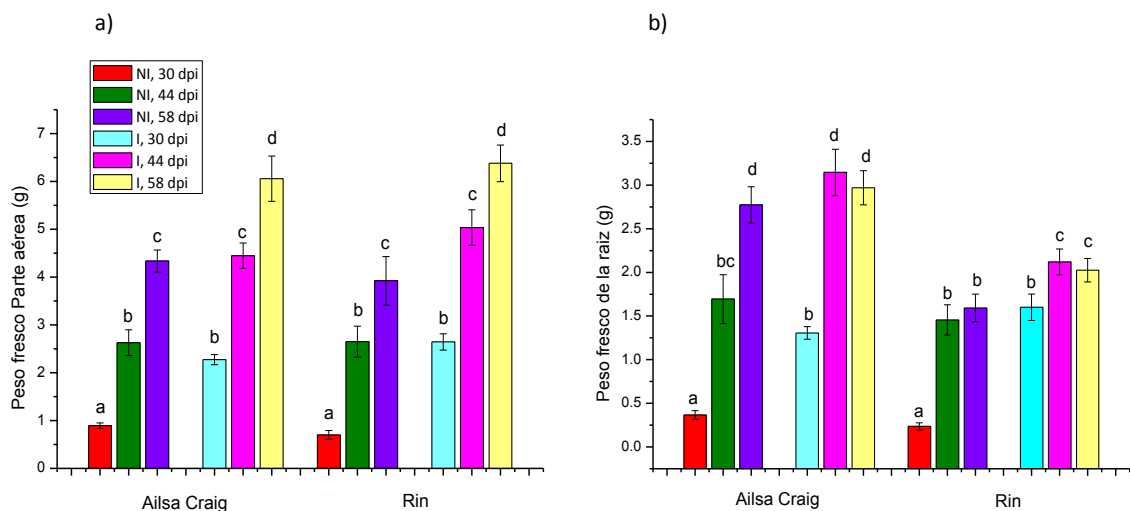 a)
NI, 30 dpi
NI, 44 dpi
NI, 58 dpi
I, 30 dpi
I, 44 dpi
I, 58 dpi
Peso fresco Parte aérea (g)
7
6
5
4
3
2
1
0
a
b
c
b
c
d
a
b
c
b
c
d
Ailsa Craig
Rin
b)
Peso fresco de la raiz (g)
3.5
3.0
2.5
2.0
1.5
1.0
0.5
0.0
a
bc
d
b
d
d
a
b
b
b
c
c
Ailsa Craig
Rin